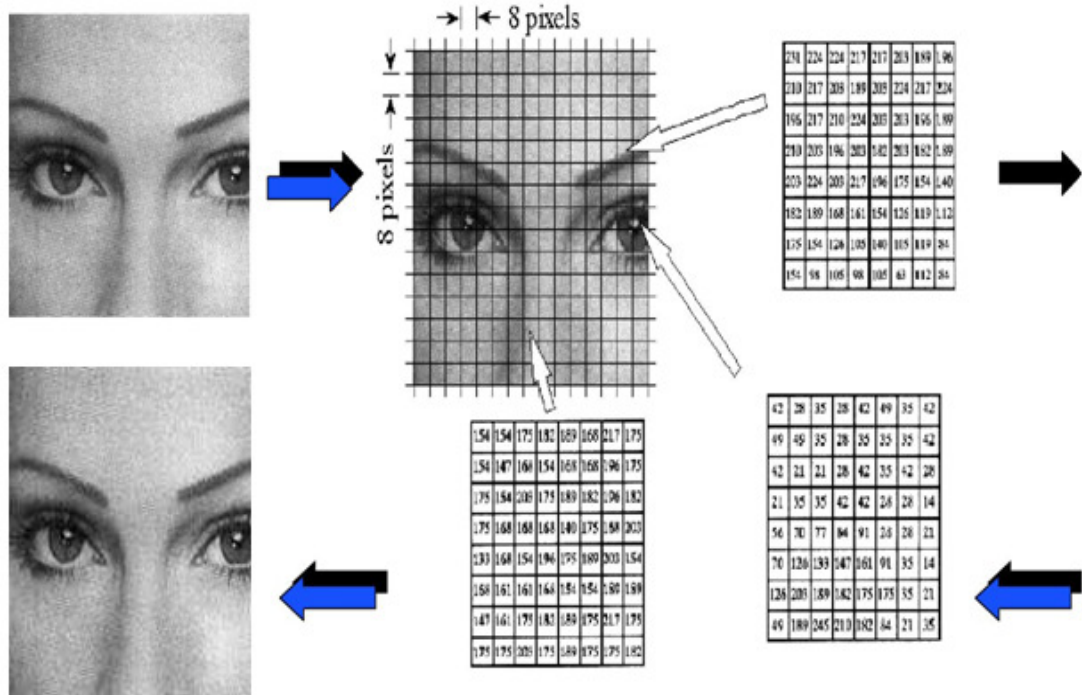 8 pixels
8 pixels
231 224 224 217 217 203 189 196
210 217 203 189 203 224 217 224
196 217 210 224 203 203 196 189
210 203 196 203 182 203 182 189
203 224 203 217 196 175 154 140
182 189 168 161 154 126 119 112
175 154 126 105 140 105 119 84
154 98 105 98 105 63 112 84
42 28 35 28 42 49 35 42
49 49 35 28 35 35 35 42
42 21 21 28 42 35 42 28
21 35 35 42 42 28 28 14
56 70 77 84 91 28 28 21
70 126 133 147 161 91 35 14
126 203 189 182 175 175 35 21
49 189 245 210 182 84 21 35
154 154 175 182 189 168 217 175
154 147 168 154 168 168 196 175
175 154 203 175 189 182 196 182
175 168 168 168 140 175 168 203
133 168 154 196 175 189 203 154
168 161 161 168 154 154 189 189
147 161 175 182 189 175 217 175
175 175 203 175 189 175 175 182